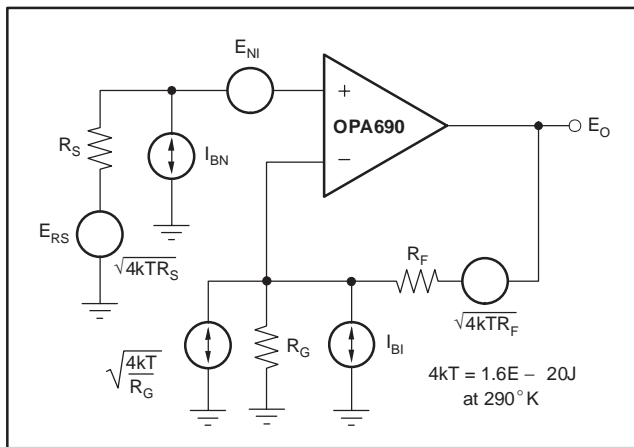 E_NI
+
OPA690
−
E_O
R_S
I_BN
E_RS
√4kTR_S
R_F
√4kTR_F
√4kT/R_G
R_G
I_BI
4kT = 1.6E − 20J
at 290°K